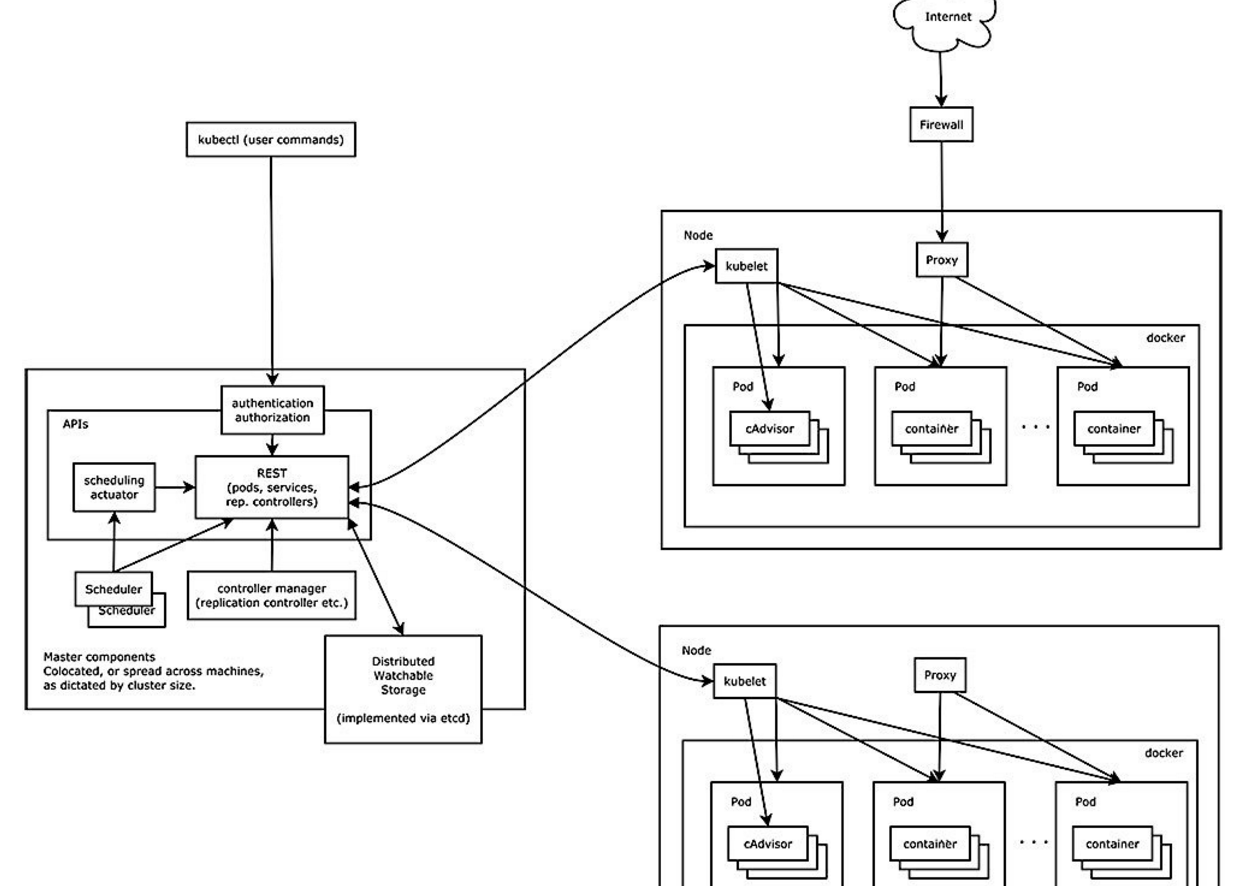 Internet
Firewall
kubectl (user commands)
Node
kubelet
Proxy
docker
Pod
cAdvisor
Pod
container
. . .
Pod
container
authentication
authorization
APIs
REST
(pods, services,
rep. controllers)
scheduling
actuator
Scheduler
Scheduler
controller manager
(replication controller etc.)
Master components
Colocated, or spread across machines,
as dictated by cluster size.
Distributed
Watchable
Storage
(implemented via etcd)
Node
kubelet
Proxy
docker
Pod
cAdvisor
Pod
container
. . .
Pod
container